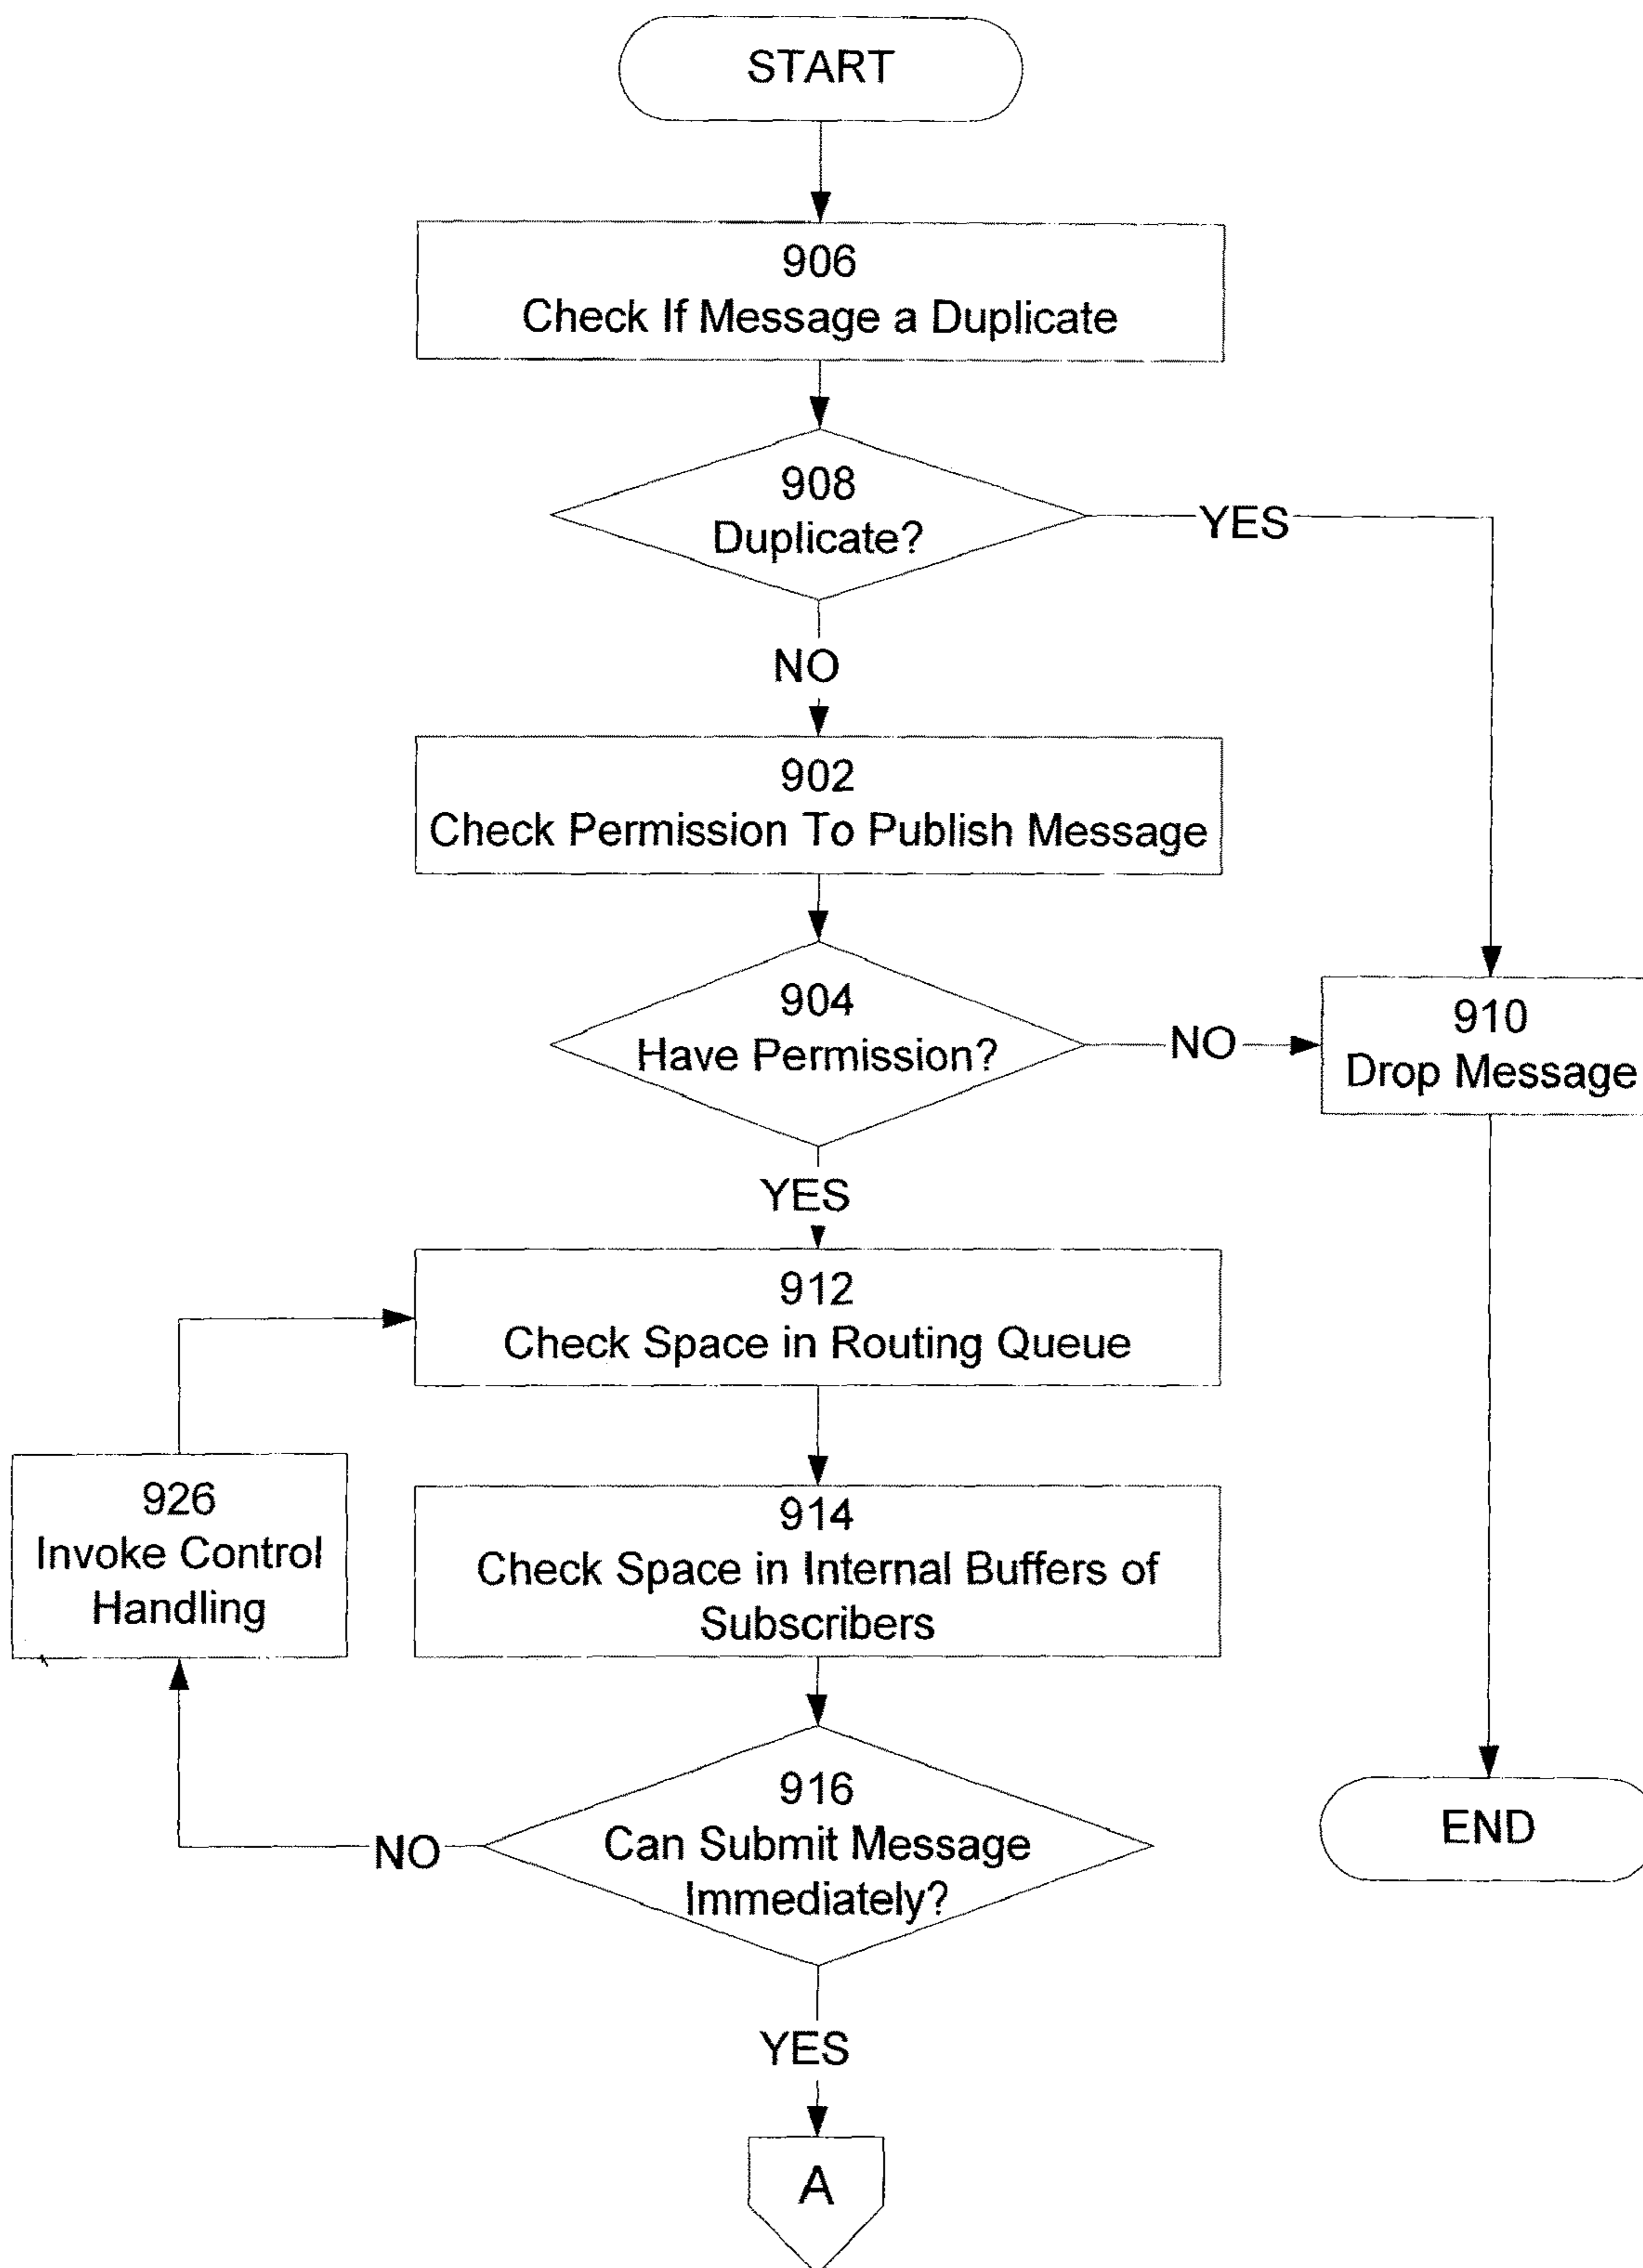 START
906
Check If Message a Duplicate
908
Duplicate?
YES
NO
902
Check Permission To Publish Message
904
Have Permission?
NO
910
Drop Message
YES
912
Check Space in Routing Queue
926
Invoke Control
Handling
914
Check Space in Internal Buffers of
Subscribers
916
Can Submit Message
Immediately?
NO
END
YES
A